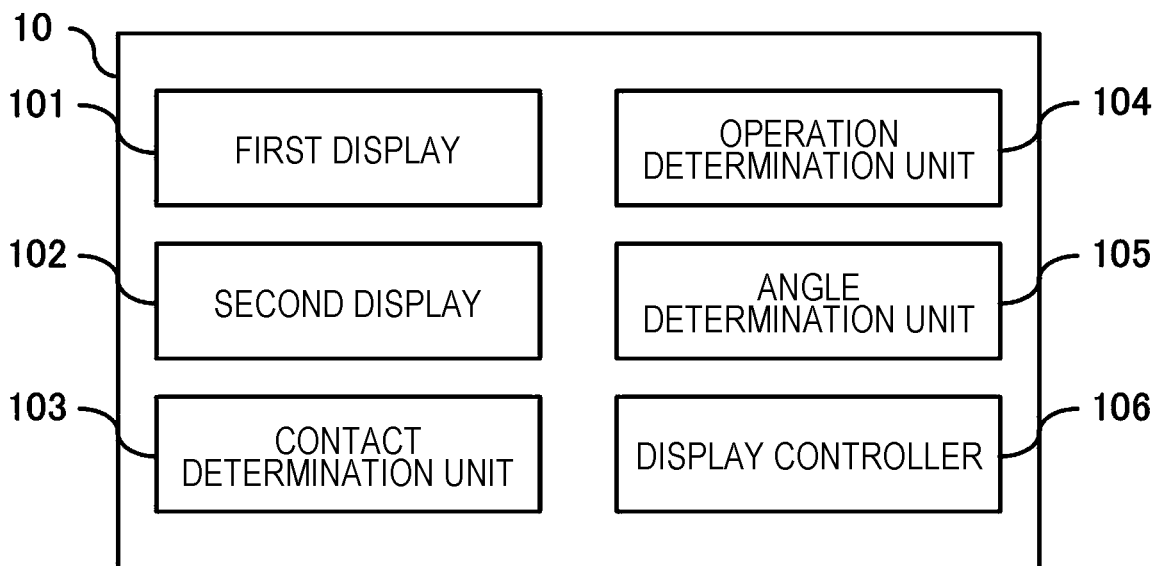 10
101
FIRST DISPLAY
OPERATION
DETERMINATION UNIT
104
102
SECOND DISPLAY
ANGLE
DETERMINATION UNIT
105
103
CONTACT
DETERMINATION UNIT
DISPLAY CONTROLLER
106